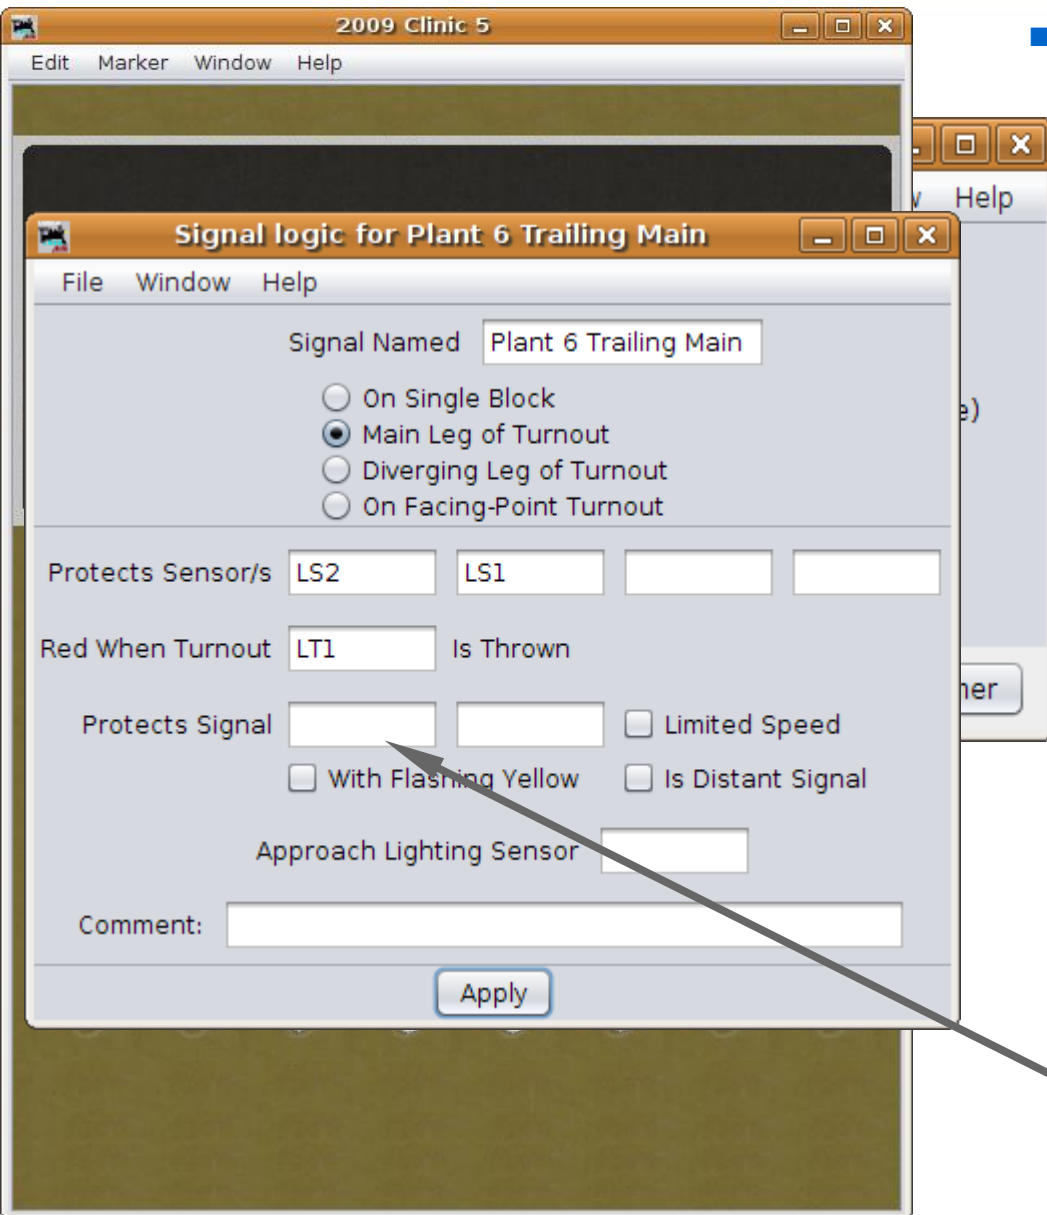 2009 Clinic 5
Edit Marker Window Help
Help
Signal logic for Plant 6 Trailing Main
File Window Help
Signal Named Plant 6 Trailing Main
On Single Block
Main Leg of Turnout
Diverging Leg of Turnout
On Facing-Point Turnout
Protects Sensor/s LS2 LS1
Red When Turnout LT1 Is Thrown
Protects Signal Limited Speed
With Flashing Yellow Is Distant Signal
Approach Lighting Sensor
Comment:
Apply